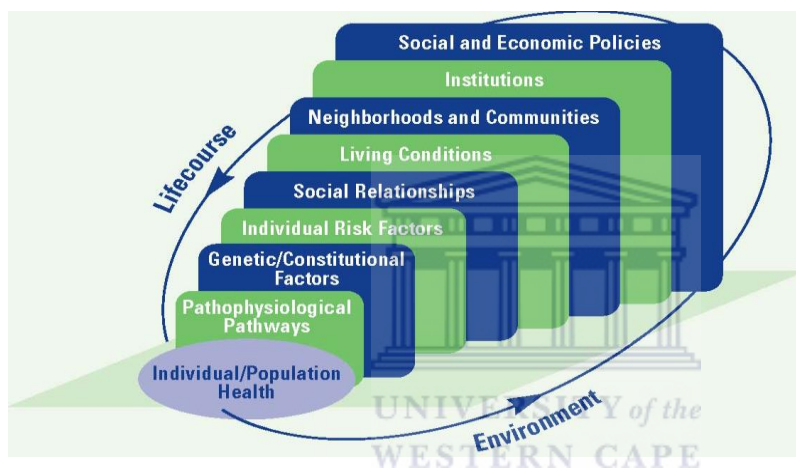 Social and Economic Policies
Institutions
Neighborhoods and Communities
Living Conditions
Social Relationships
Individual Risk Factors
Genetic/Constitutional
Factors
Pathophysiological
Pathways
Individual/Population
Health
Lifecourse
Environment
UNIVERSITY of the
WESTERN CAPE